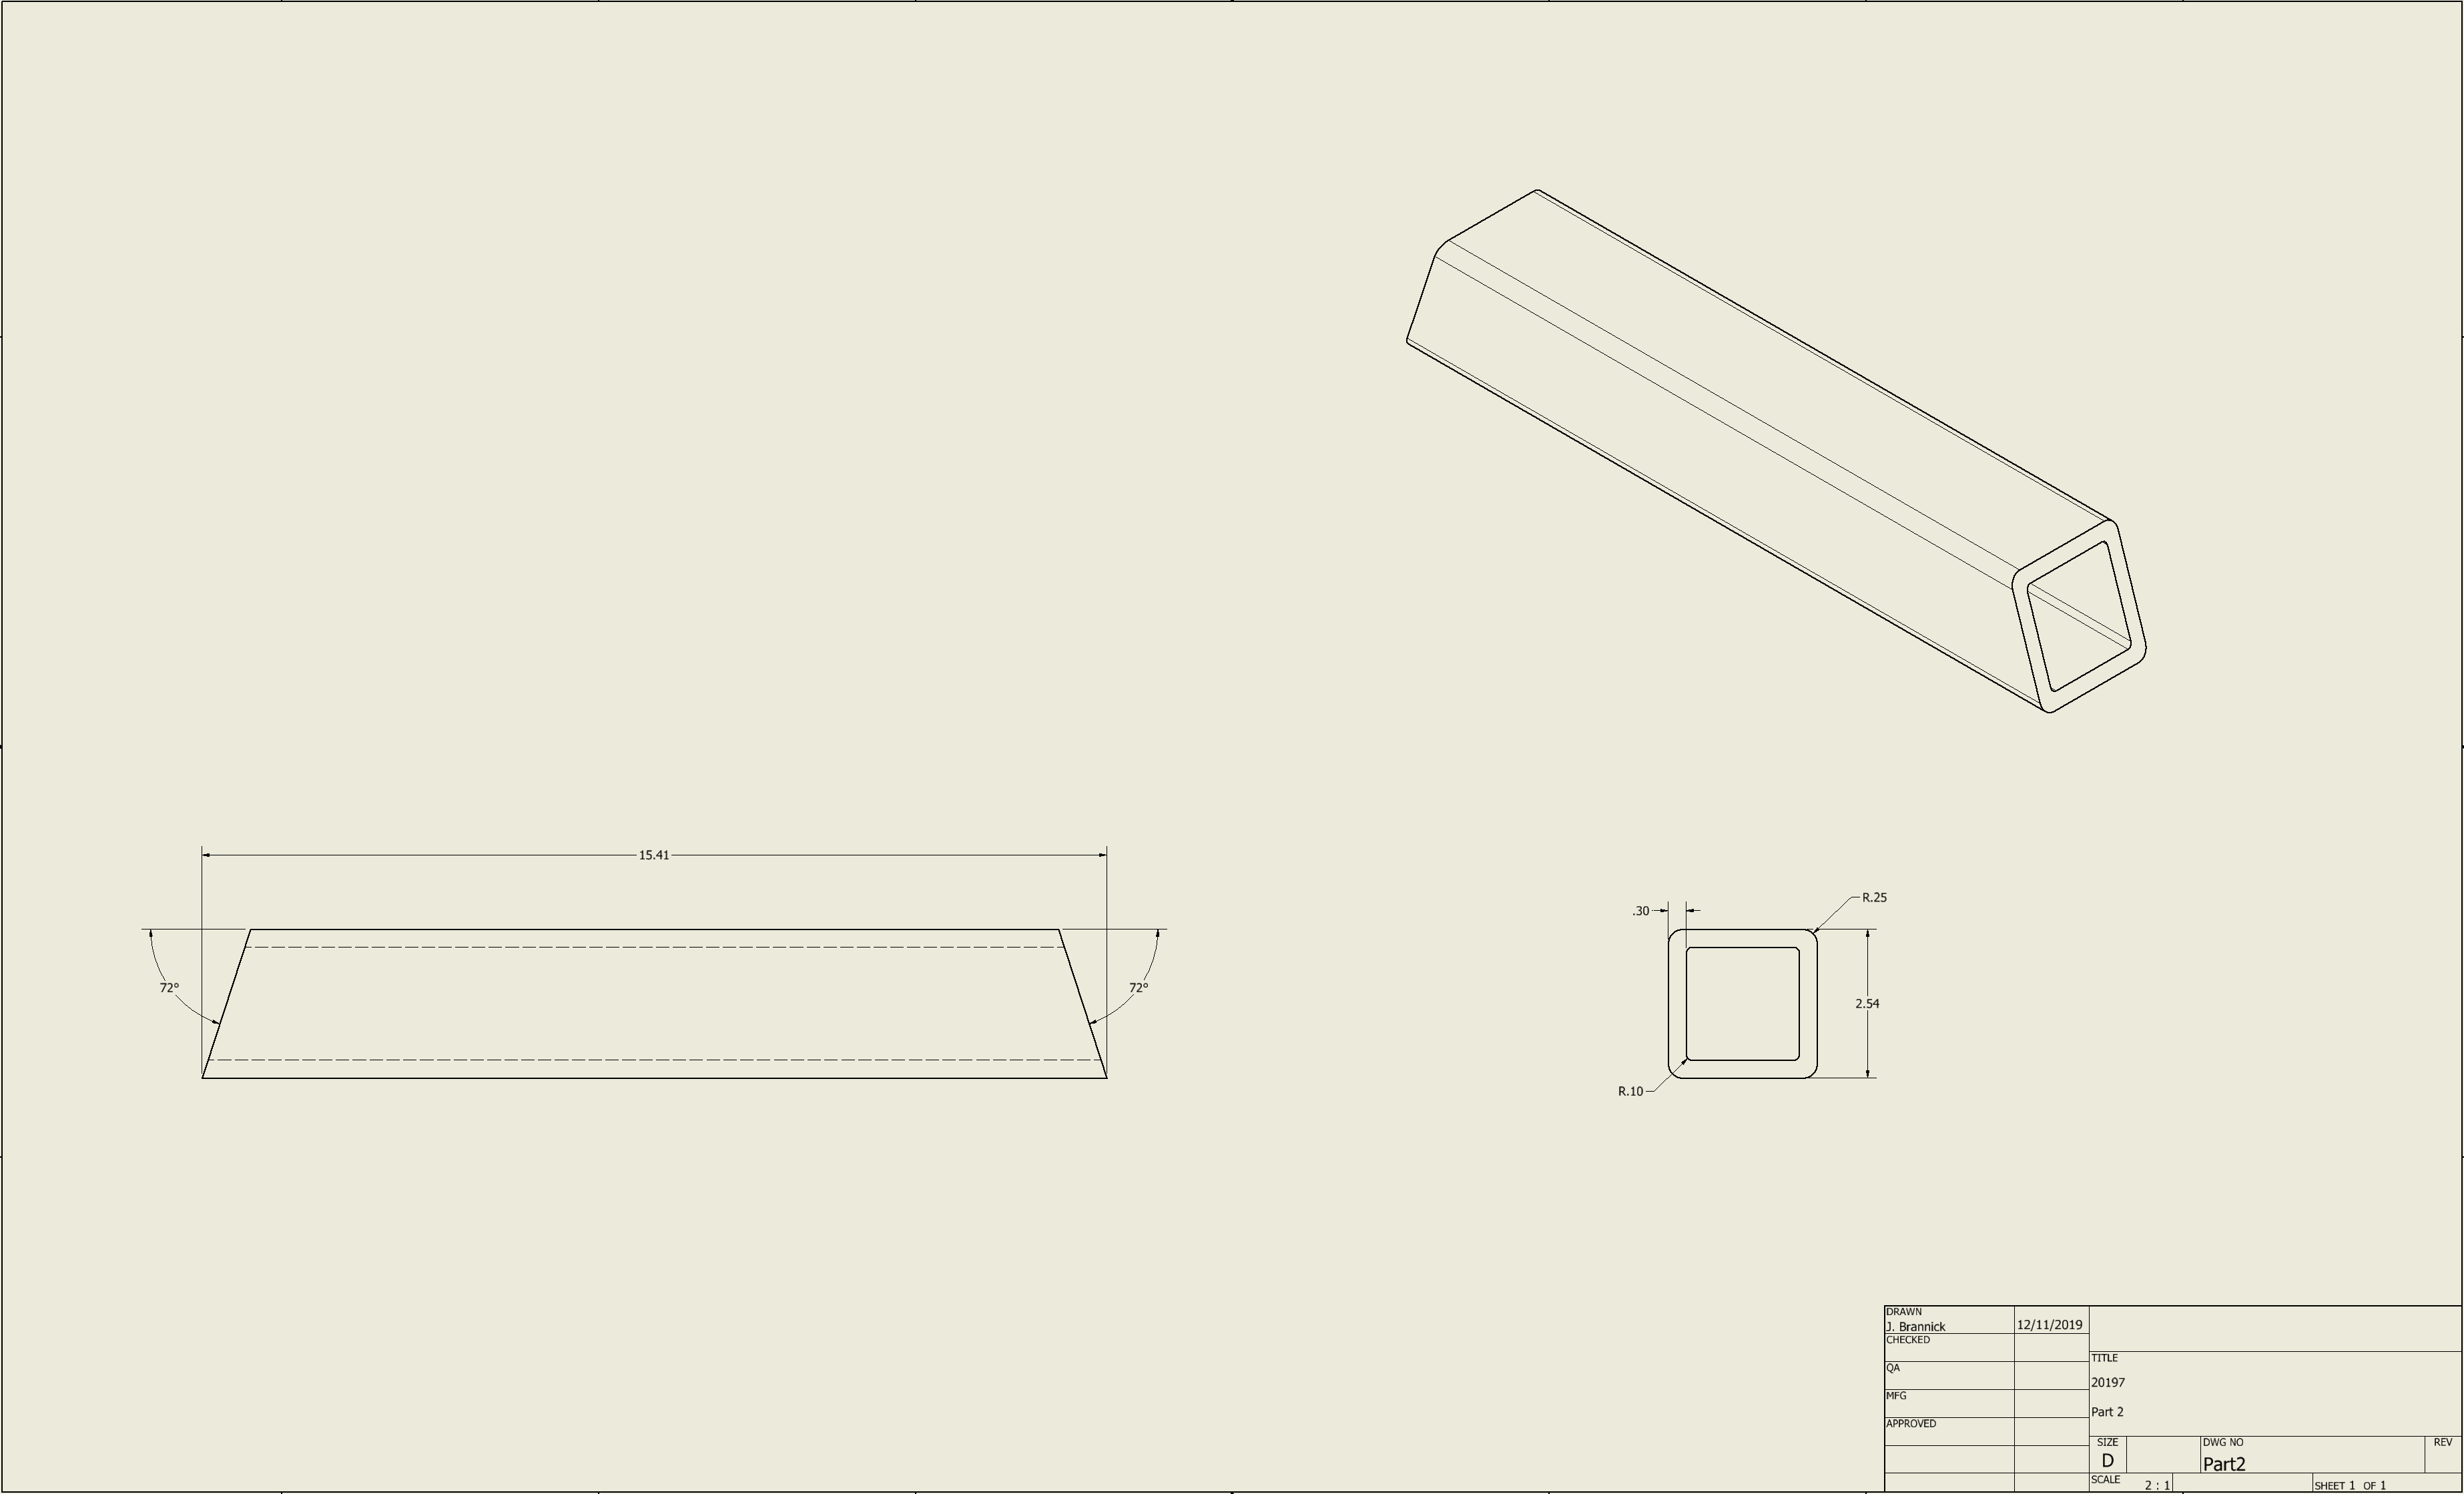 15.41
72°
72°
.30
R.25
2.54
R.10
DRAWN
J. Brannick
12/11/2019
CHECKED
QA
MFG
APPROVED
TITLE
20197
Part 2
SIZE
D
DWG NO
Part2
REV
SCALE
2 : 1
SHEET 1 OF 1